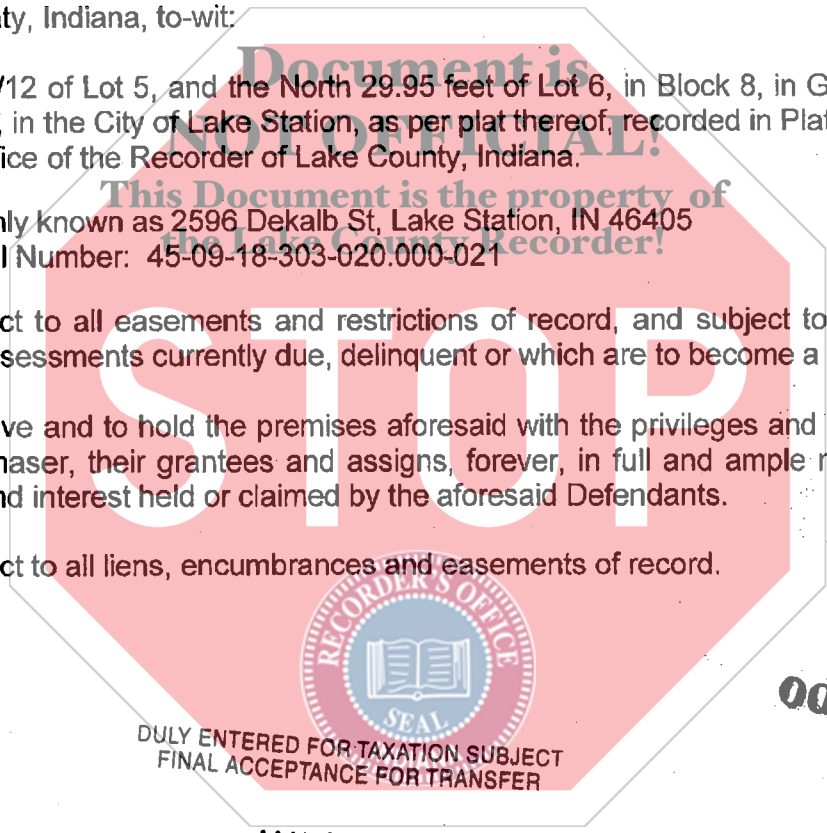 ty, Indiana, to-wit:
Document is
/12 of Lot 5, and the North 29.95 feet of Lot 6, in Block 8, in G
, in the City of Lake Station, as per plat thereof, recorded in Plat
NOT OFFICIAL!
ice of the Recorder of Lake County, Indiana.
This Document is the property of
nly known as 2596 Dekalb St, Lake Station, IN 46405
the Lake County Recorder!
l Number: 45-09-18-303-020.000-021
ct to all easements and restrictions of record, and subject to
sessments currently due, delinquent or which are to become a
STOP
ve and to hold the premises aforesaid with the privileges and
haser, their grantees and assigns, forever, in full and ample
nd interest held or claimed by the aforesaid Defendants.
ct to all liens, encumbrances and easements of record.
RECORDER'S OFFICE
SEAL
DULY ENTERED FOR TAXATION SUBJECT
FINAL ACCEPTANCE FOR TRANSFER